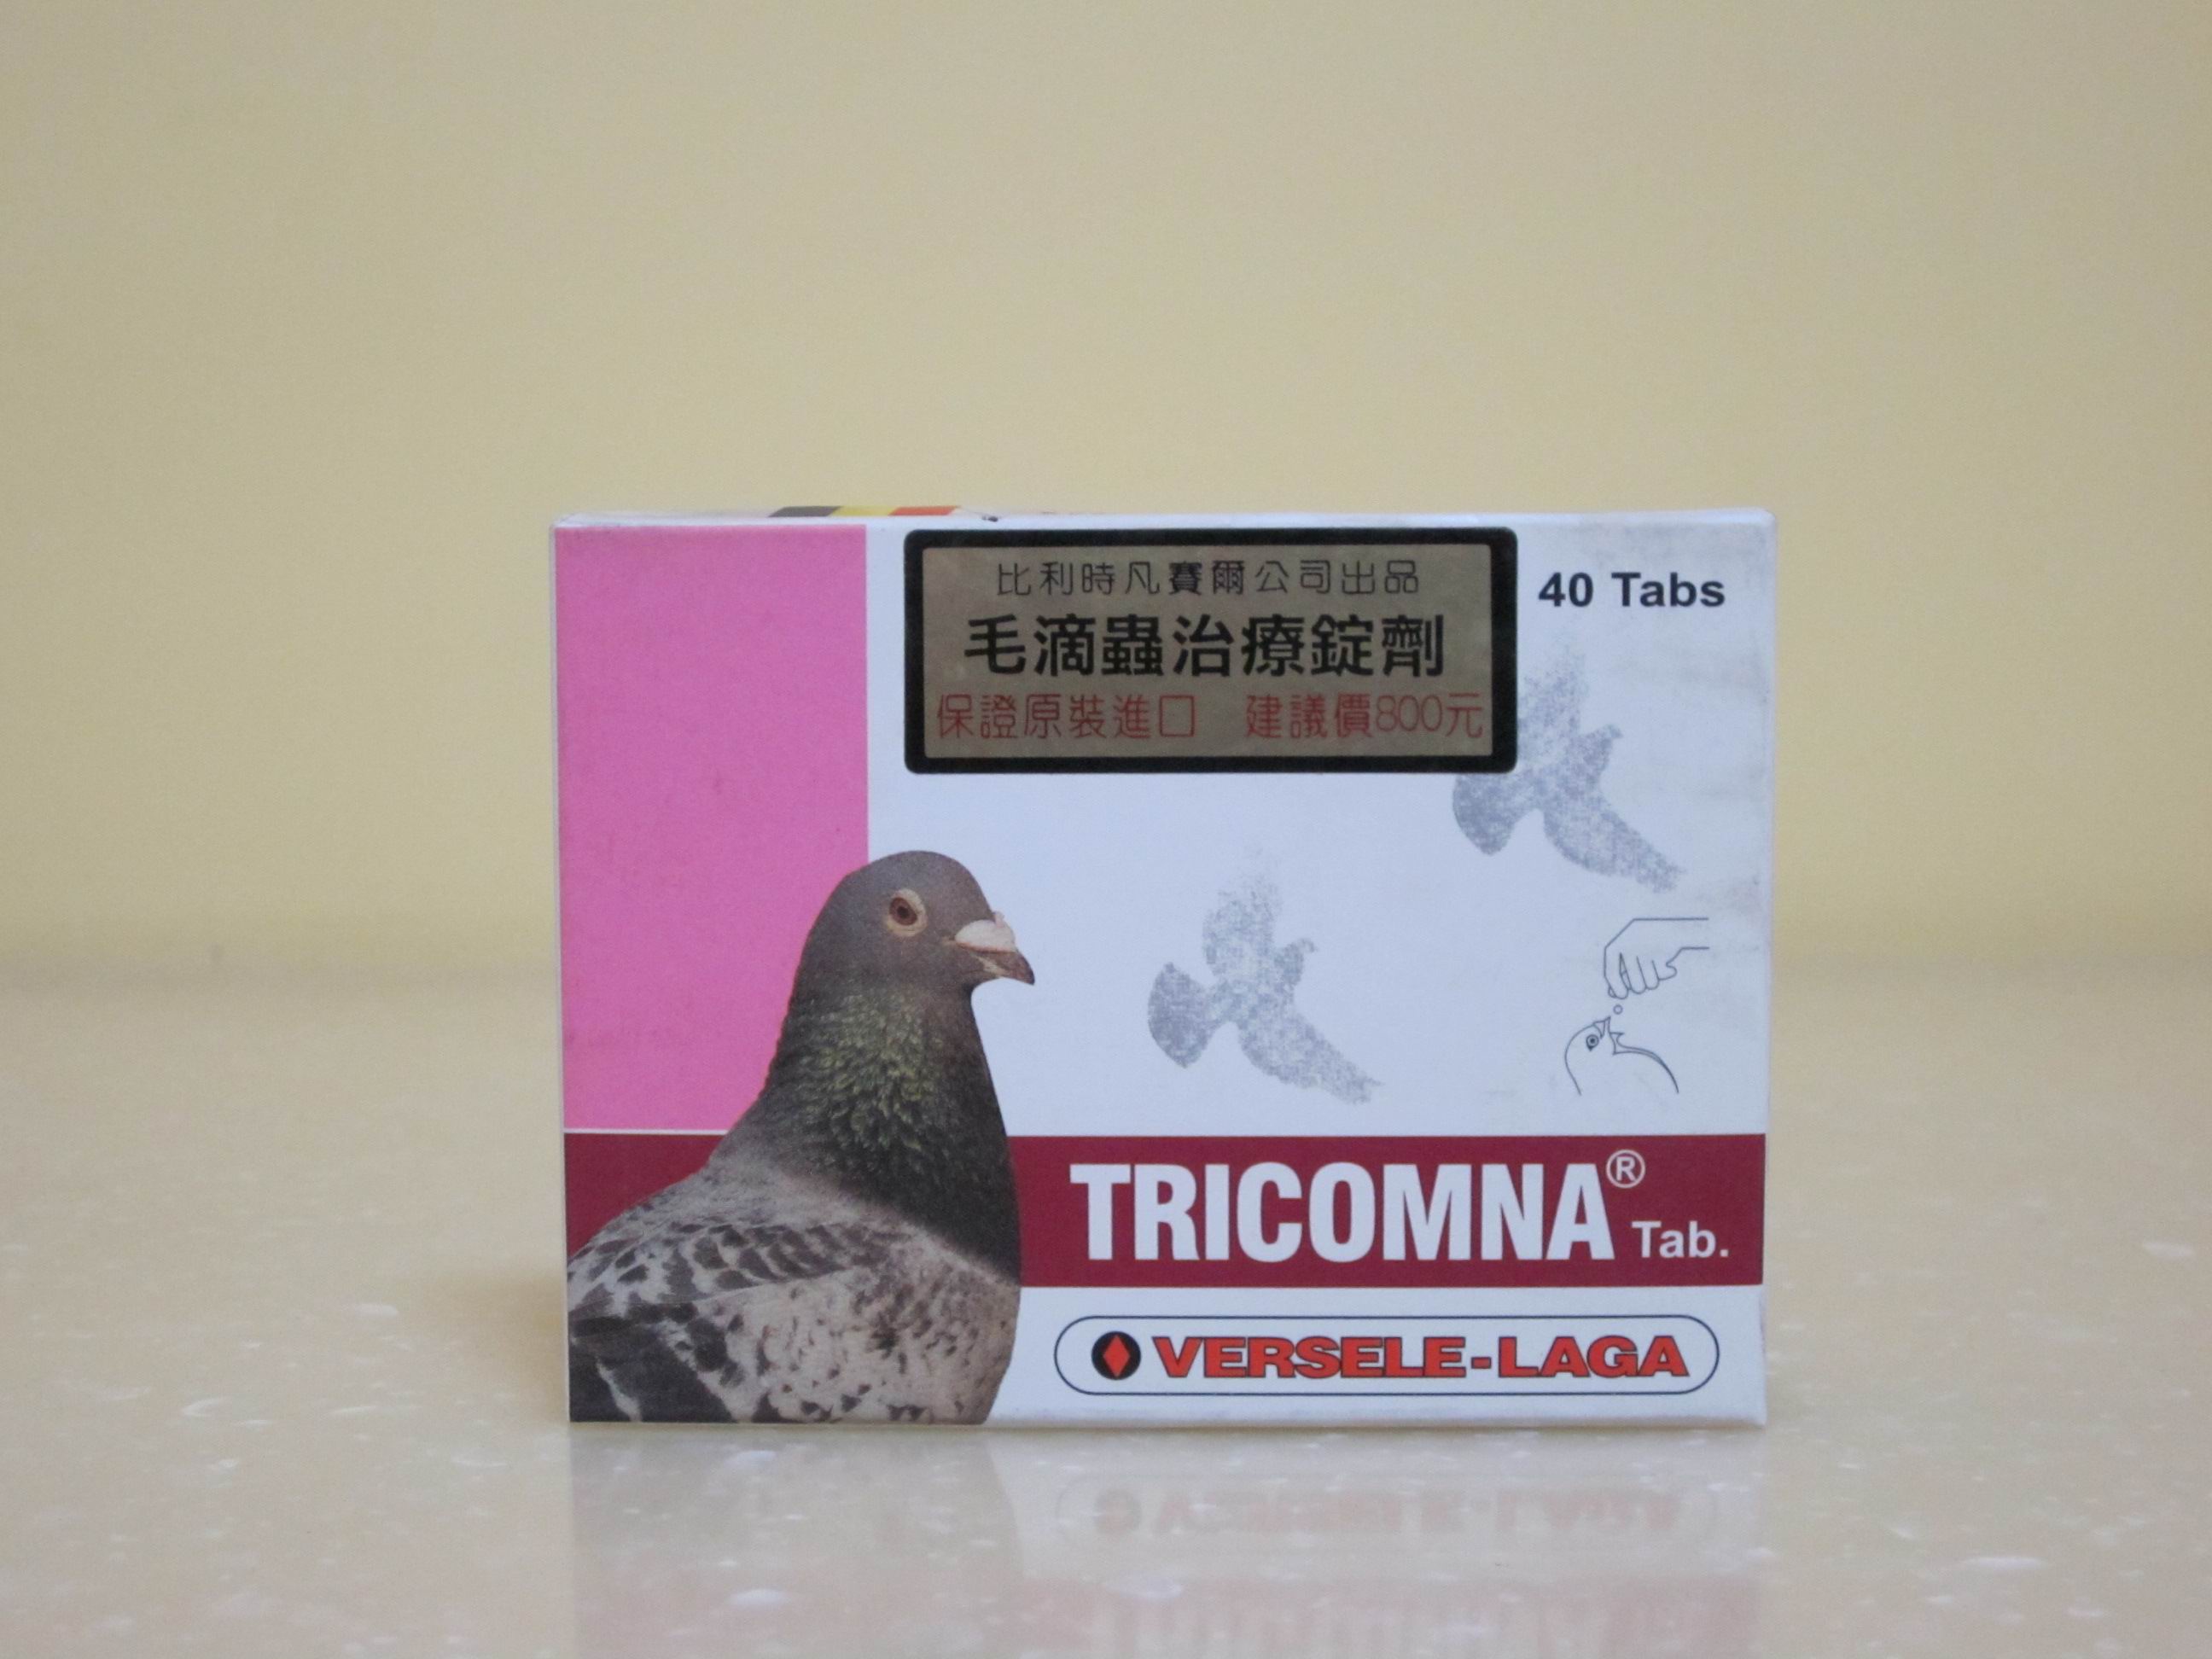 比利時凡賽爾公司出品
毛滴蟲治療錠劑
保證原裝進口 建議價800元
40 Tabs
TRICOMNA® Tab.
VERSELE-LAGA